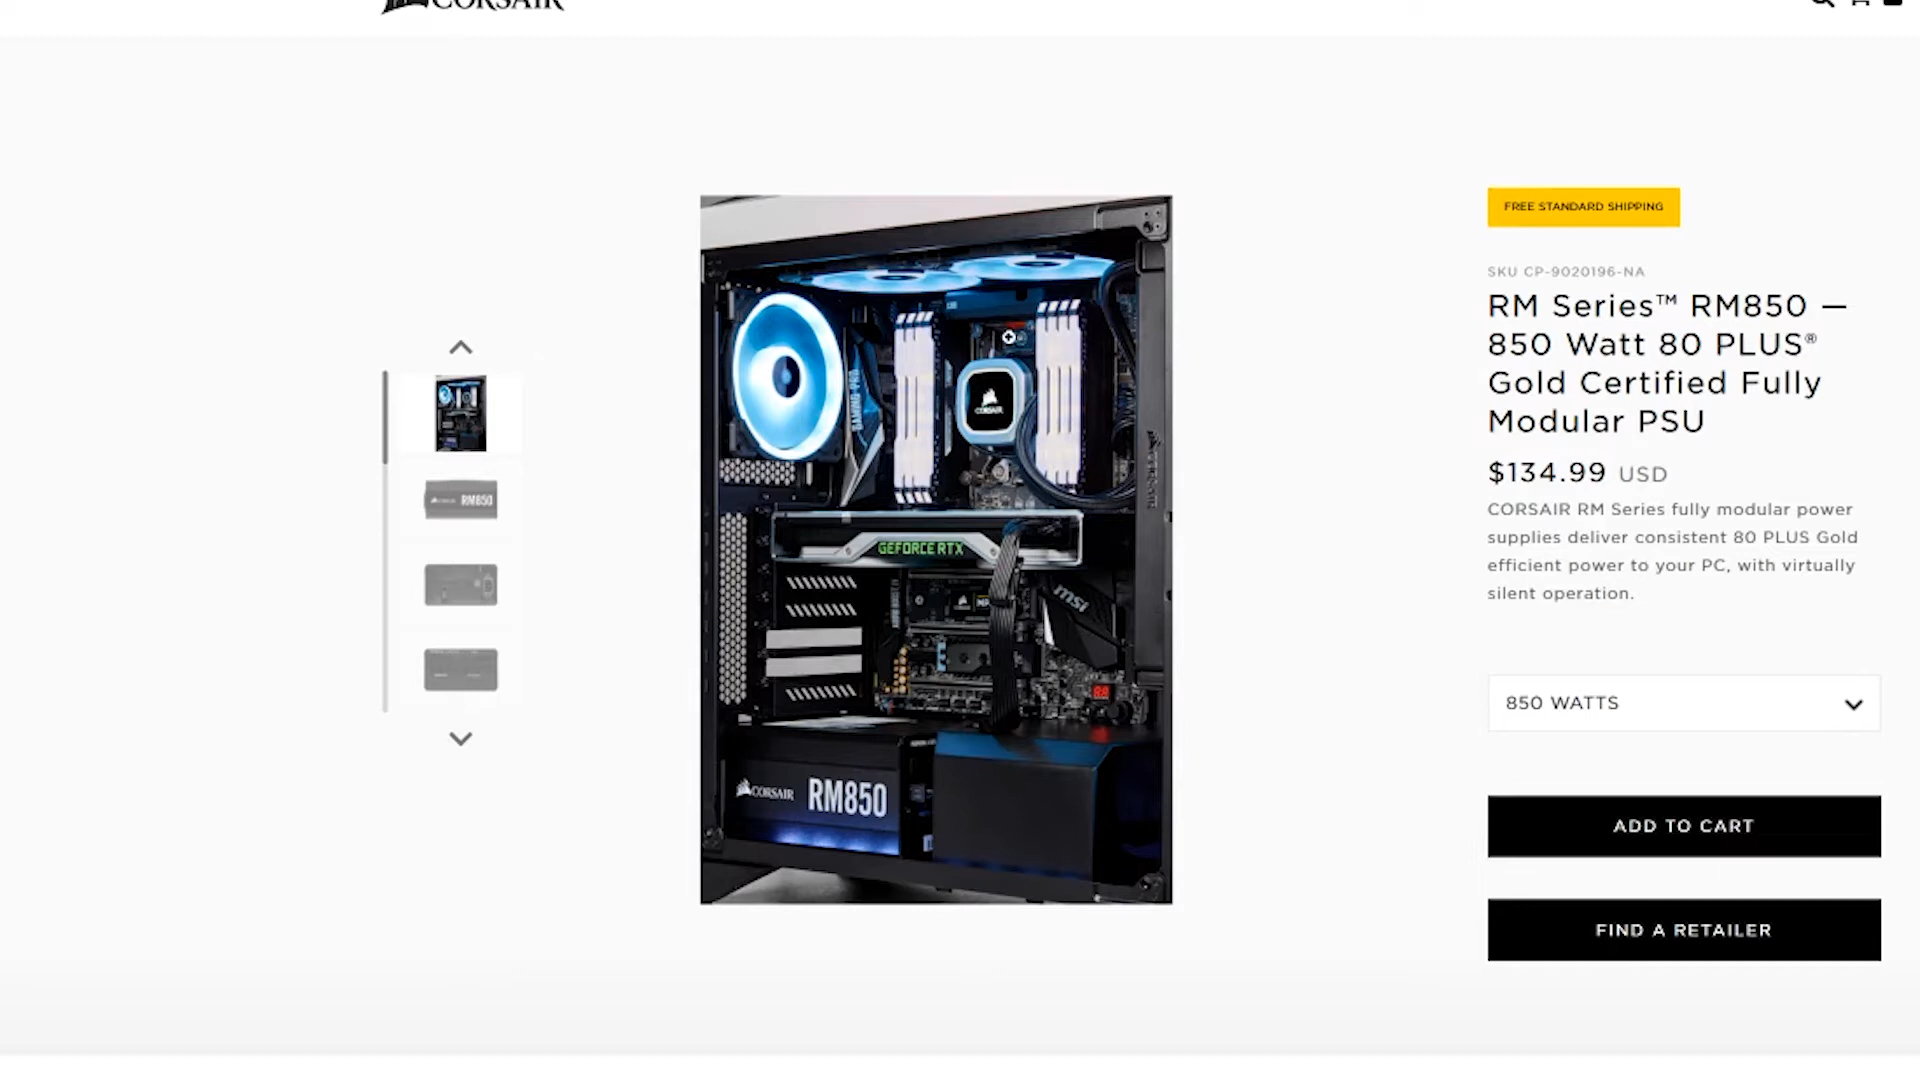 CORSAIR
FREE STANDARD SHIPPING
SKU CP-9020196-NA
RM Series™ RM850 —
850 Watt 80 PLUS®
Gold Certified Fully
Modular PSU
$134.99 USD
CORSAIR RM Series fully modular power
supplies deliver consistent 80 PLUS Gold
efficient power to your PC, with virtually
silent operation.
850 WATTS
ADD TO CART
FIND A RETAILER
RM850
GAMING PRO
CORSAIR
GEFORCE RTX
msi
CORSAIR RM850